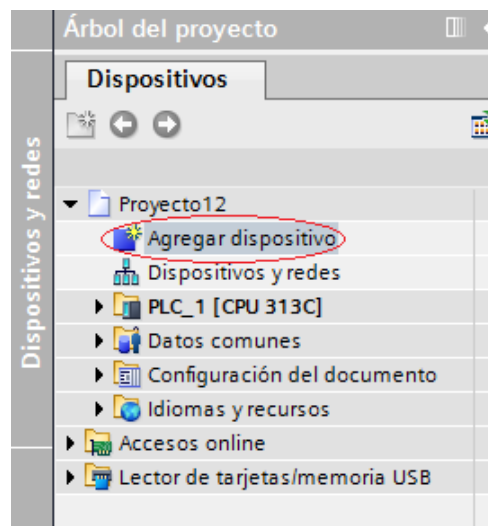 Árbol del proyecto
Dispositivos
Dispositivos y redes
Proyecto12
Agregar dispositivo
Dispositivos y redes
PLC_1 [CPU 313C]
Datos comunes
Configuración del documento
Idiomas y recursos
Accesos online
Lector de tarjetas/memoria USB